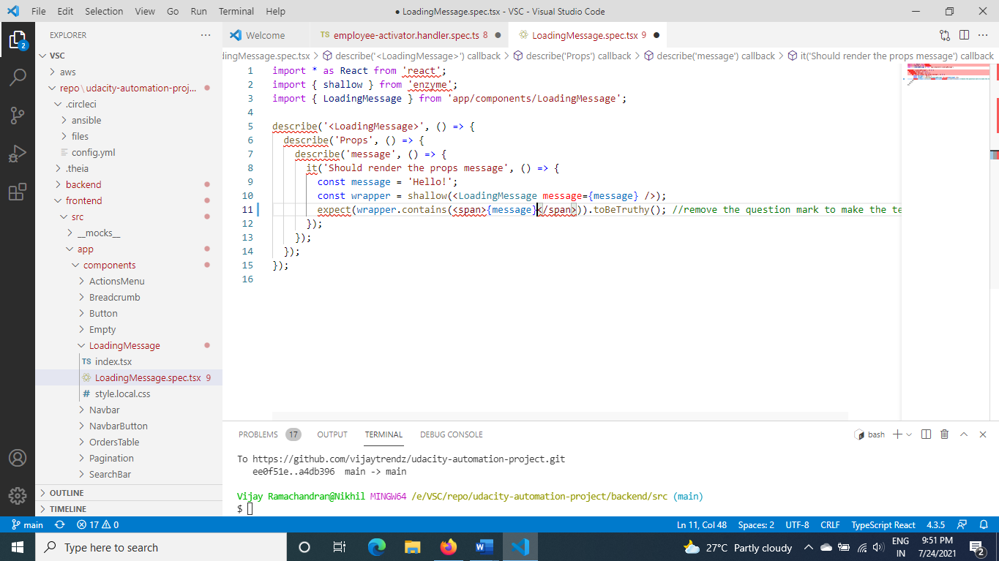 File Edit Selection View Go Run Terminal Help ● LoadingMessage.spec.tsx - VSC - Visual Studio Code
2
EXPLORER ···
VSC
aws
repo \ udacity-automation-proj...
.circleci
ansible
files
config.yml
.theia
backend
frontend
src
__mocks__
app
components
ActionsMenu
Breadcrumb
Button
Empty
LoadingMessage
TS index.tsx
LoadingMessage.spec.tsx 9
# style.local.css
Navbar
NavbarButton
OrdersTable
Pagination
SearchBar
OUTLINE
TIMELINE
Welcome TS employee-activator.handler.spec.ts 8 ● LoadingMessage.spec.tsx 9 ●
dingMessage.spec.tsx > describe('<LoadingMessage>') callback > describe('Props') callback > describe('message') callback > it('Should render the props message') callback
1 import * as React from 'react';
2 import { shallow } from 'enzyme';
3 import { LoadingMessage } from 'app/components/LoadingMessage';
4
5 describe('<LoadingMessage>', () => {
6 describe('Props', () => {
7 describe('message', () => {
8 it('Should render the props message', () => {
9 const message = 'Hello!';
10 const wrapper = shallow(<LoadingMessage message={message} />);
11 expect(wrapper.contains(<span>{message}</span>)).toBeTruthy(); //remove the question mark to make the te
12 });
13 });
14 });
15 });
16
PROBLEMS 17 OUTPUT TERMINAL DEBUG CONSOLE bash
To https://github.com/vijaytrendz/udacity-automation-project.git
ee0f51e..a4db396 main -> main
Vijay Ramachandran@Nikhil MINGW64 /e/VSC/repo/udacity-automation-project/backend/src (main)
$
main 17 0 Ln 11, Col 48 Spaces: 2 UTF-8 CRLF TypeScript React 4.3.5
Type here to search 27°C Partly cloudy ENG IN 9:51 PM 7/24/2021 2